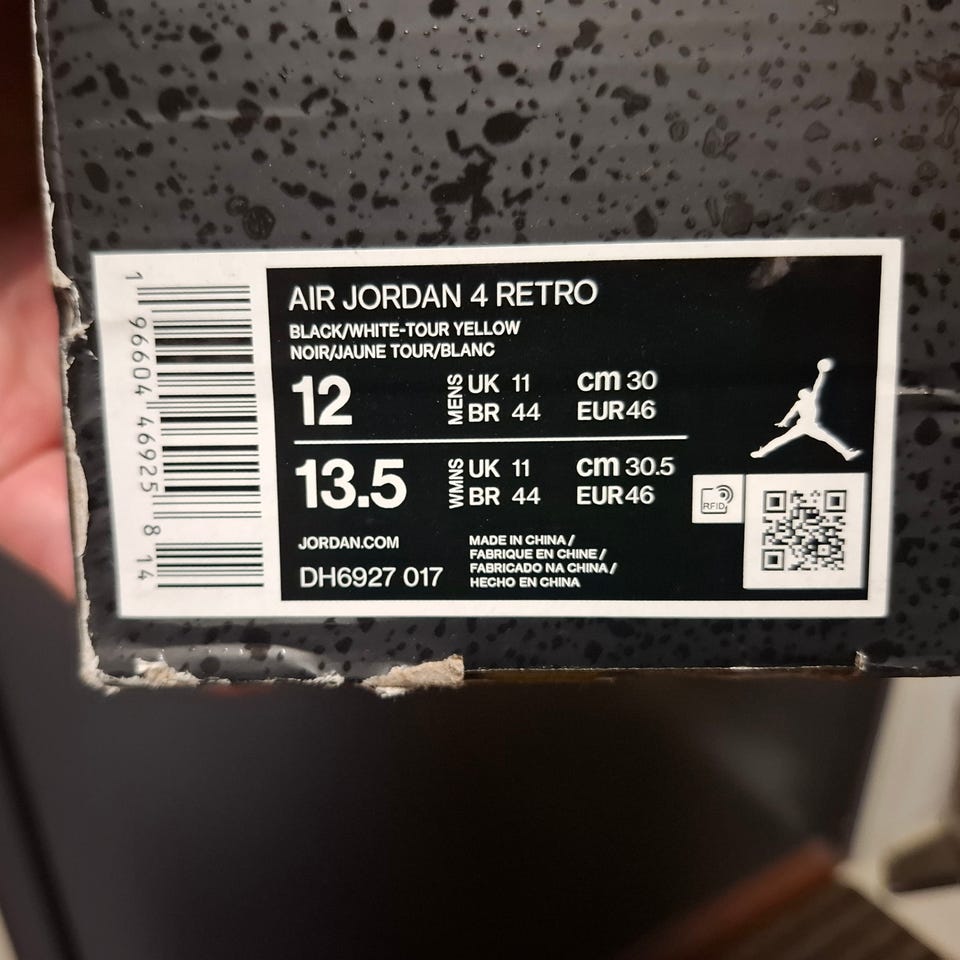 1 96604 46925 8 14
AIR JORDAN 4 RETRO
BLACK/WHITE-TOUR YELLOW
NOIR/JAUNE TOUR/BLANC
12 MENS UK 11 cm 30
BR 44 EUR 46
13.5 WMNS UK 11 cm 30.5
BR 44 EUR 46
RFID
JORDAN.COM
DH6927 017
MADE IN CHINA /
FABRIQUE EN CHINE /
FABRICADO NA CHINA /
HECHO EN CHINA